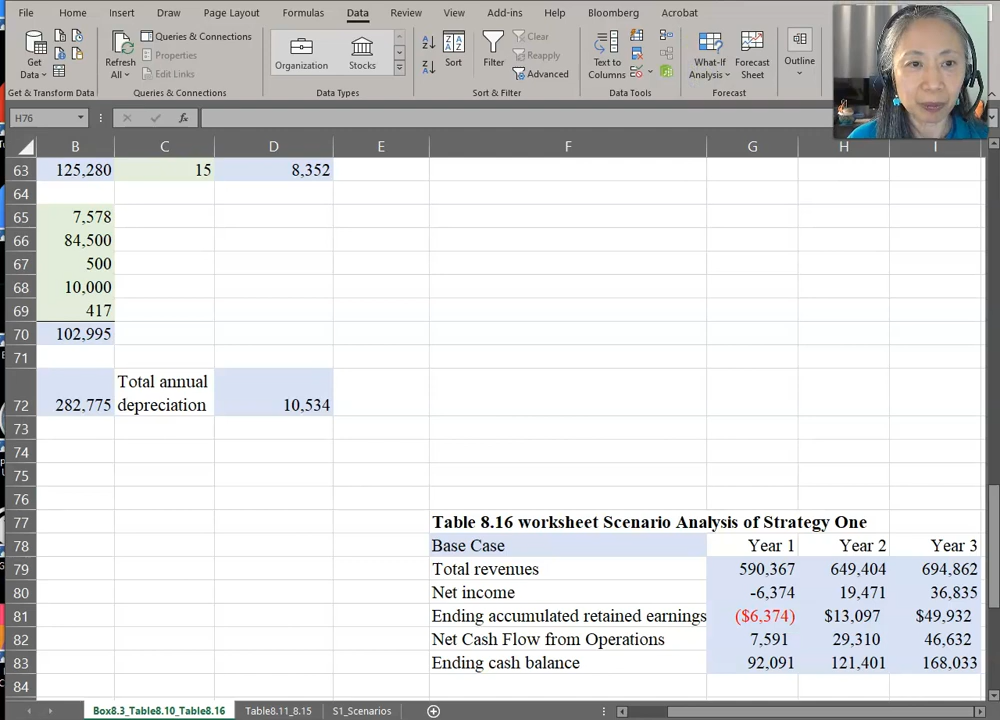 File Home Insert Draw Page Layout Formulas Data Review View Add-ins Help Bloomberg Acrobat
Get Data
Refresh All
Queries & Connections
Properties
Edit Links
Organization
Stocks
Sort
Filter
Clear
Reapply
Advanced
Text to Columns
What-If Analysis
Forecast Sheet
Outline
Get & Transform Data Queries & Connections Data Types Sort & Filter Data Tools Forecast
H76 fx
B C D E F G H I
63 125,280 15 8,352
64
65 7,578
66 84,500
67 500
68 10,000
69 417
70 102,995
71
Total annual
72 282,775 depreciation 10,534
73
74
75
76
77 Table 8.16 worksheet Scenario Analysis of Strategy One
78 Base Case Year 1 Year 2 Year 3
79 Total revenues 590,367 649,404 694,862
80 Net income -6,374 19,471 36,835
81 Ending accumulated retained earnings ($6,374) $13,097 $49,932
82 Net Cash Flow from Operations 7,591 29,310 46,632
83 Ending cash balance 92,091 121,401 168,033
84
Box8.3_Table8.10_Table8.16 Table8.11_8.15 S1_Scenarios